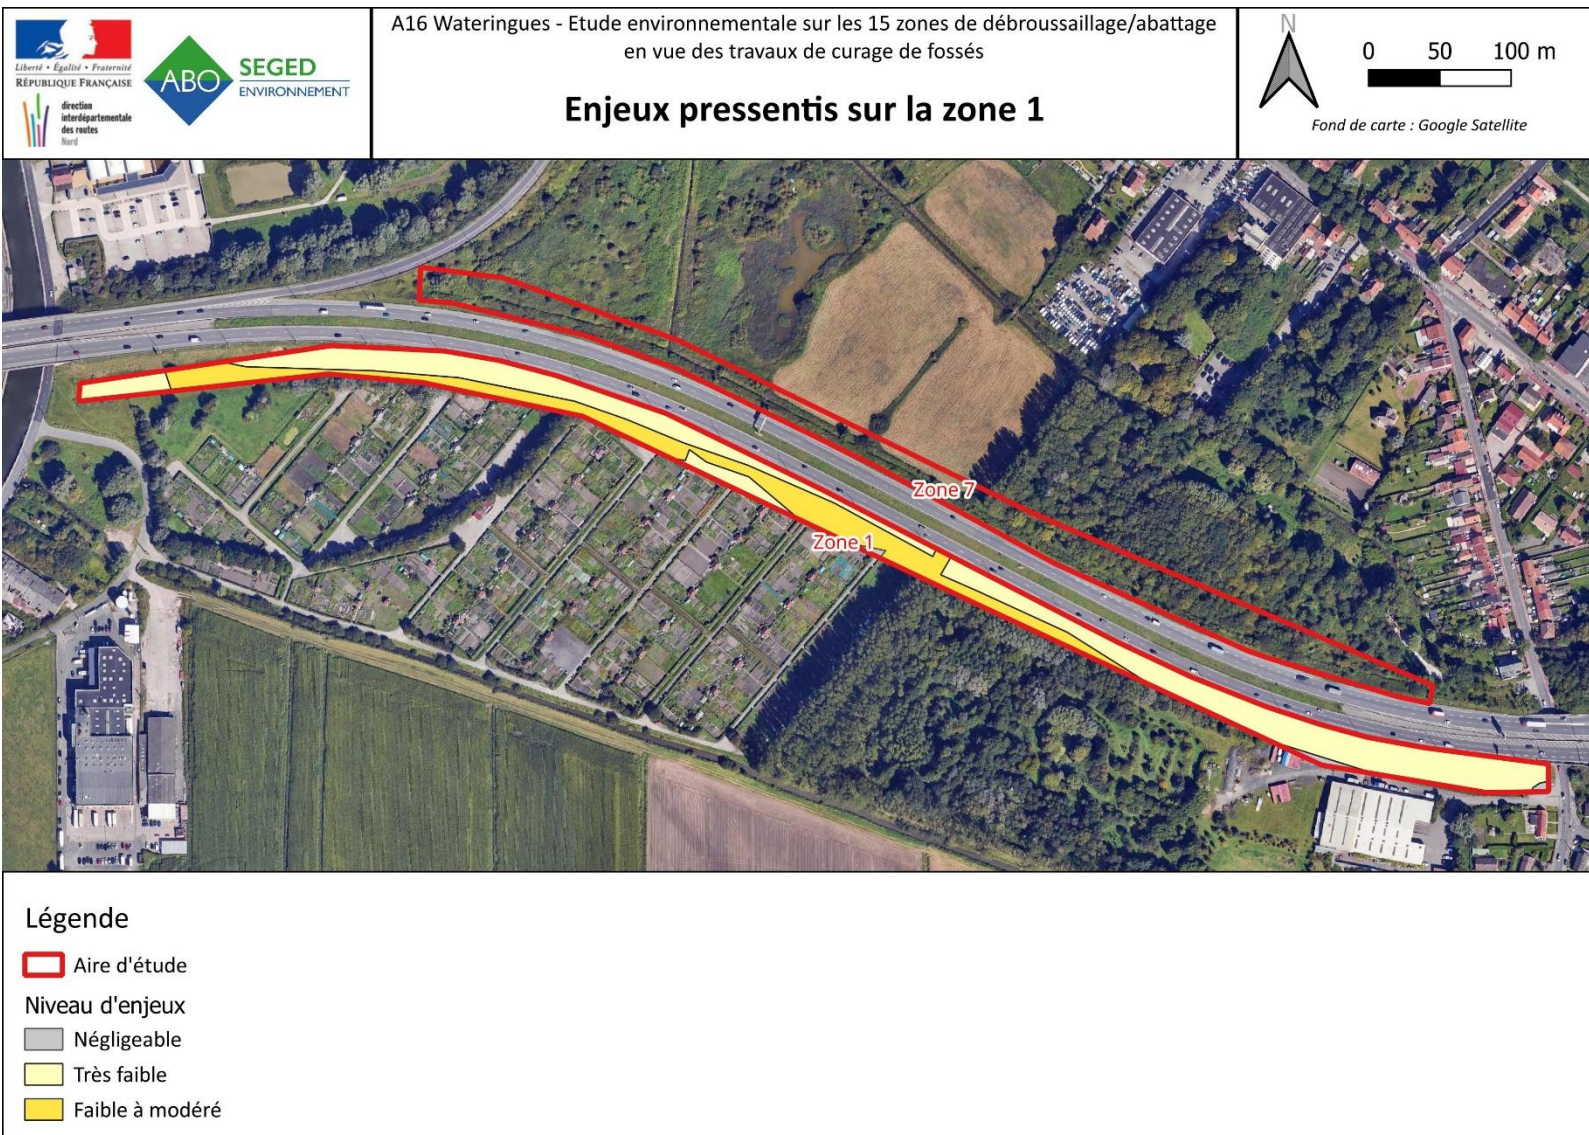 Liberté • Égalité • Fraternité
RÉPUBLIQUE FRANÇAISE
direction
interdépartementale
des routes
Nord
ABO
SEGED
ENVIRONNEMENT
A16 Wateringues - Etude environnementale sur les 15 zones de débroussaillage/abattage
en vue des travaux de curage de fossés
Enjeux pressentis sur la zone 1
N
0 50 100 m
Fond de carte : Google Satellite
Zone 7
Zone 1
Légende
Aire d'étude
Niveau d'enjeux
Négligeable
Très faible
Faible à modéré